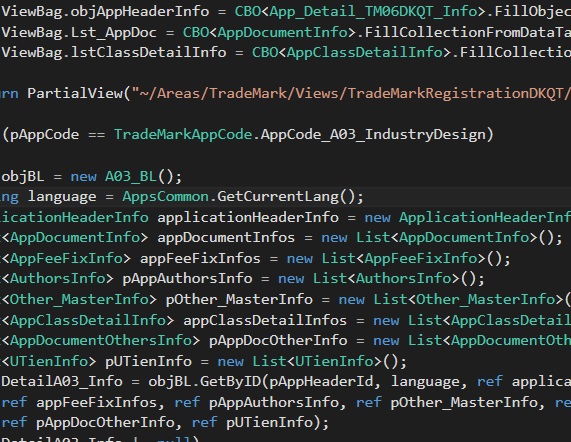 ViewBag.objAppHeaderInfo = CBO<App_Detail_TM06DKQT_Info>.FillObjec
ViewBag.Lst_AppDoc = CBO<AppDocumentInfo>.FillCollectionFromDataTa
ViewBag.lstClassDetailInfo = CBO<AppClassDetailInfo>.FillCollectio
rn PartialView("~/Areas/TradeMark/Views/TradeMarkRegistrationDKQT/
(pAppCode == TradeMarkAppCode.AppCode_A03_IndustryDesign)
objBL = new A03_BL();
ng language = AppsCommon.GetCurrentLang();
licationHeaderInfo applicationHeaderInfo = new ApplicationHeaderInf
<AppDocumentInfo> appDocumentInfos = new List<AppDocumentInfo>();
<AppFeeFixInfo> appFeeFixInfos = new List<AppFeeFixInfo>();
<AuthorsInfo> pAppAuthorsInfo = new List<AuthorsInfo>();
<Other_MasterInfo> pOther_MasterInfo = new List<Other_MasterInfo>(
<AppClassDetailInfo> appClassDetailInfos = new List<AppClassDetail
<AppDocumentOthersInfo> pAppDocOtherInfo = new List<AppDocumentOth
<UTienInfo> pUTienInfo = new List<UTienInfo>();
DetailA03_Info = objBL.GetByID(pAppHeaderId, language, ref applica
ref appFeeFixInfos, ref pAppAuthorsInfo, ref pOther_MasterInfo, re
ref pAppDocOtherInfo, ref pUTienInfo);
DetailA03_Info != null)